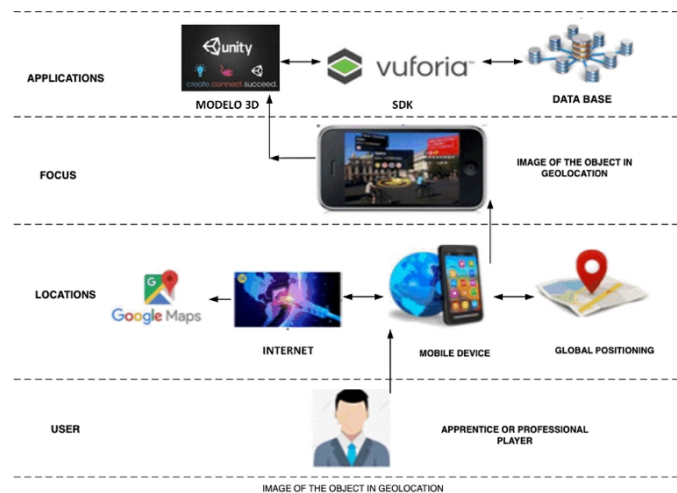 unity
create connect succeed.
vuforia™
APPLICATIONS
MODELO 3D
SDK
DATA BASE
FOCUS
IMAGE OF THE OBJECT IN
GEOLOCATION
LOCATIONS
G
Google Maps
INTERNET
MOBILE DEVICE
GLOBAL POSITIONING
USER
APPRENTICE OR PROFESSIONAL
PLAYER
IMAGE OF THE OBJECT IN GEOLOCATION